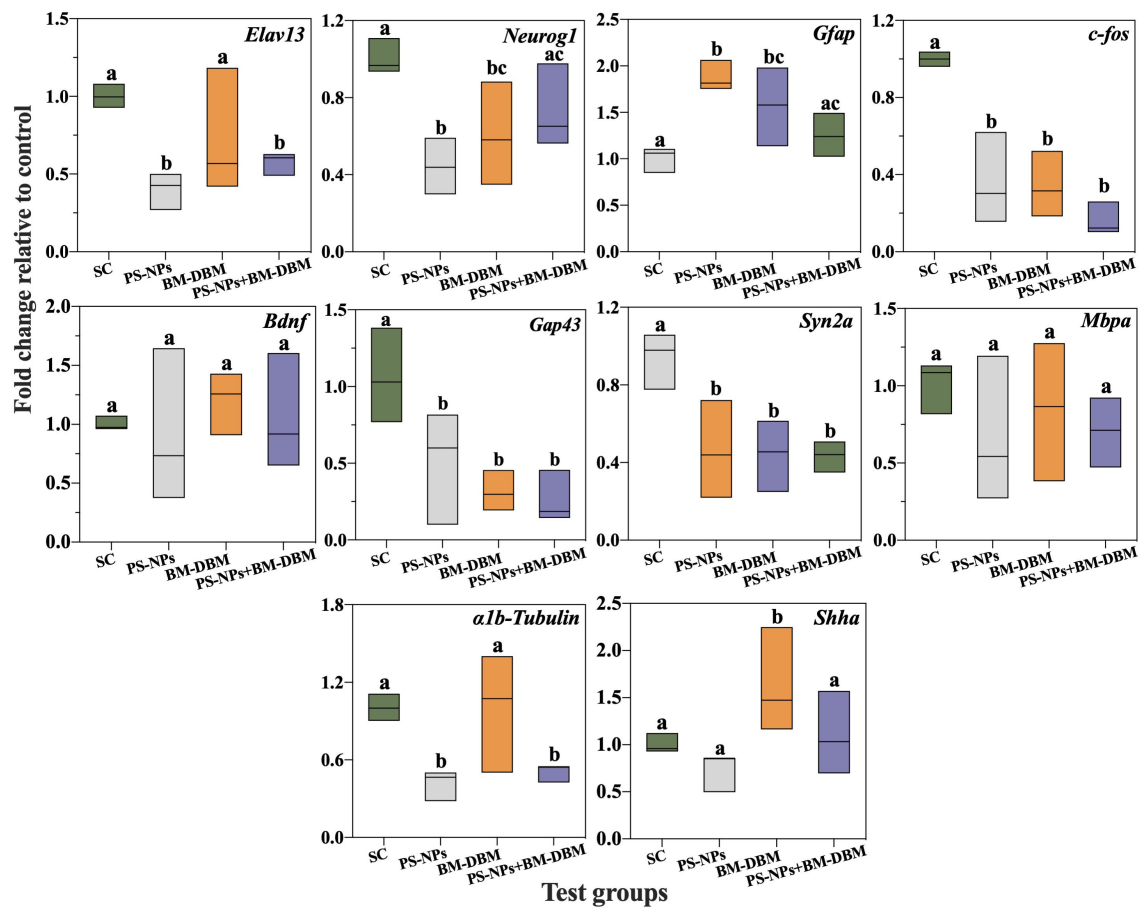 Fold change relative to control
Elav13
1.5
1.0
0.5
0.0
a
b
a
b
SC
PS-NPs
BM-DBM
PS-NPs+BM-DBM
Neurog1
1.2
0.8
0.4
0.0
a
b
bc
ac
SC
PS-NPs
BM-DBM
PS-NPs+BM-DBM
Gfap
2.5
2.0
1.5
1.0
0.5
0.0
a
b
bc
ac
SC
PS-NPs
BM-DBM
PS-NPs+BM-DBM
c-fos
1.2
0.8
0.4
0.0
a
b
b
b
SC
PS-NPs
BM-DBM
PS-NPs+BM-DBM
Bdnf
2.0
1.5
1.0
0.5
0.0
a
a
a
a
SC
PS-NPs
BM-DBM
PS-NPs+BM-DBM
Gap43
1.5
1.0
0.5
0.0
a
b
b
b
SC
PS-NPs
BM-DBM
PS-NPs+BM-DBM
Syn2a
1.2
0.8
0.4
0.0
a
b
b
b
SC
PS-NPs
BM-DBM
PS-NPs+BM-DBM
Mbpa
1.5
1.0
0.5
0.0
a
a
a
a
SC
PS-NPs
BM-DBM
PS-NPs+BM-DBM
α1b-Tubulin
1.8
1.2
0.6
0.0
a
b
a
b
SC
PS-NPs
BM-DBM
PS-NPs+BM-DBM
Shha
2.5
2.0
1.5
1.0
0.5
0.0
a
a
b
a
SC
PS-NPs
BM-DBM
PS-NPs+BM-DBM
Test groups